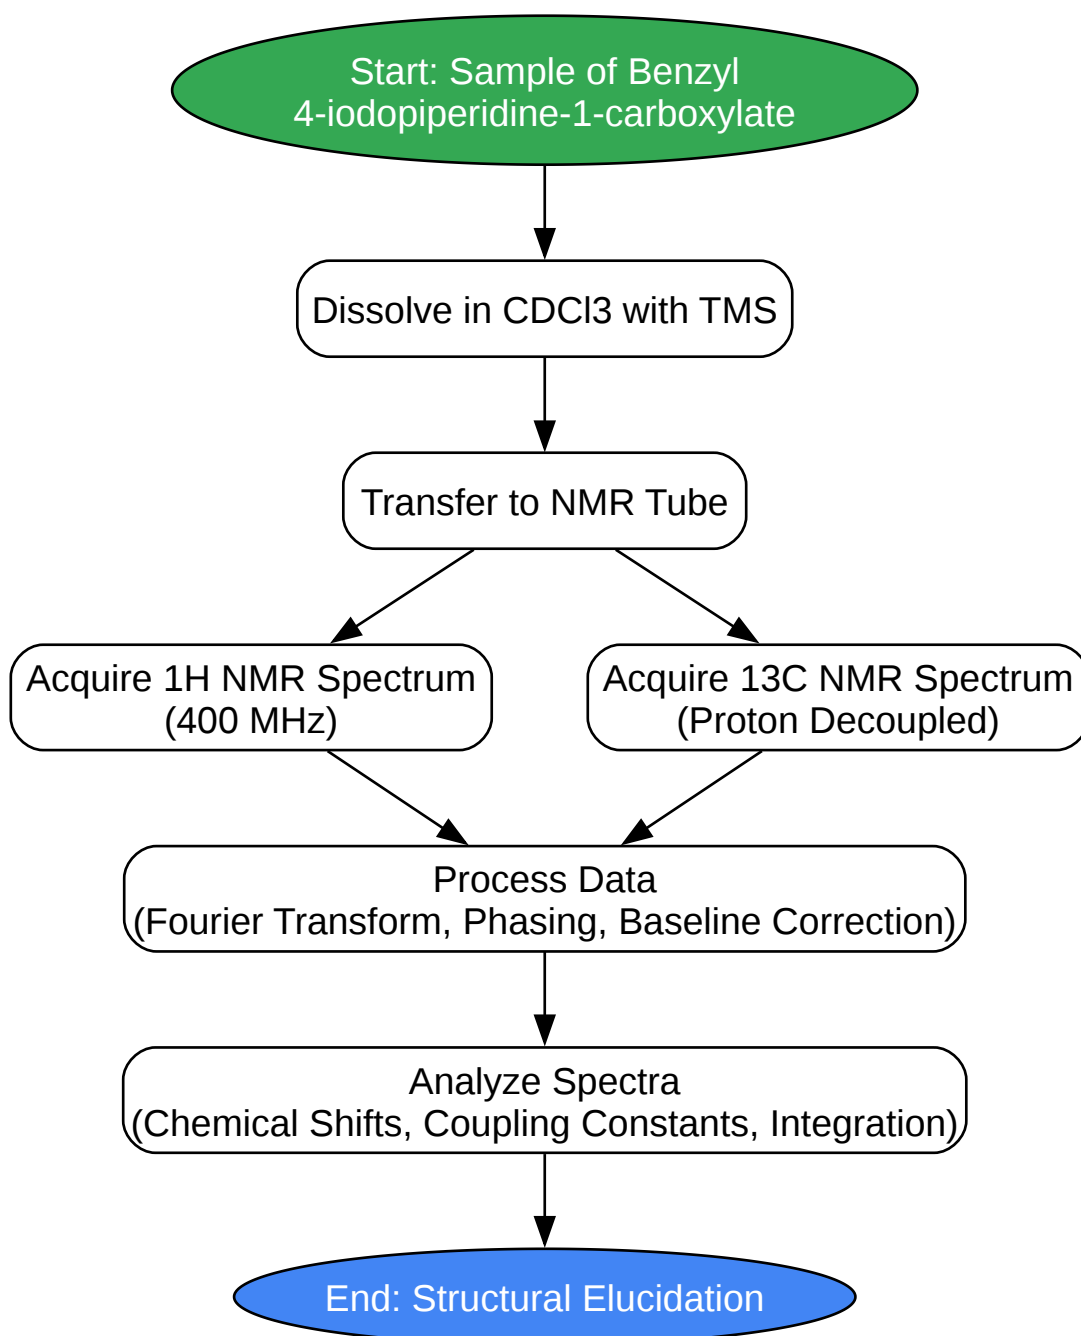 Start: Sample of Benzyl
4-iodopiperidine-1-carboxylate
Dissolve in CDCl3 with TMS
Transfer to NMR Tube
Acquire 1H NMR Spectrum
(400 MHz)
Acquire 13C NMR Spectrum
(Proton Decoupled)
Process Data
(Fourier Transform, Phasing, Baseline Correction)
Analyze Spectra
(Chemical Shifts, Coupling Constants, Integration)
End: Structural Elucidation